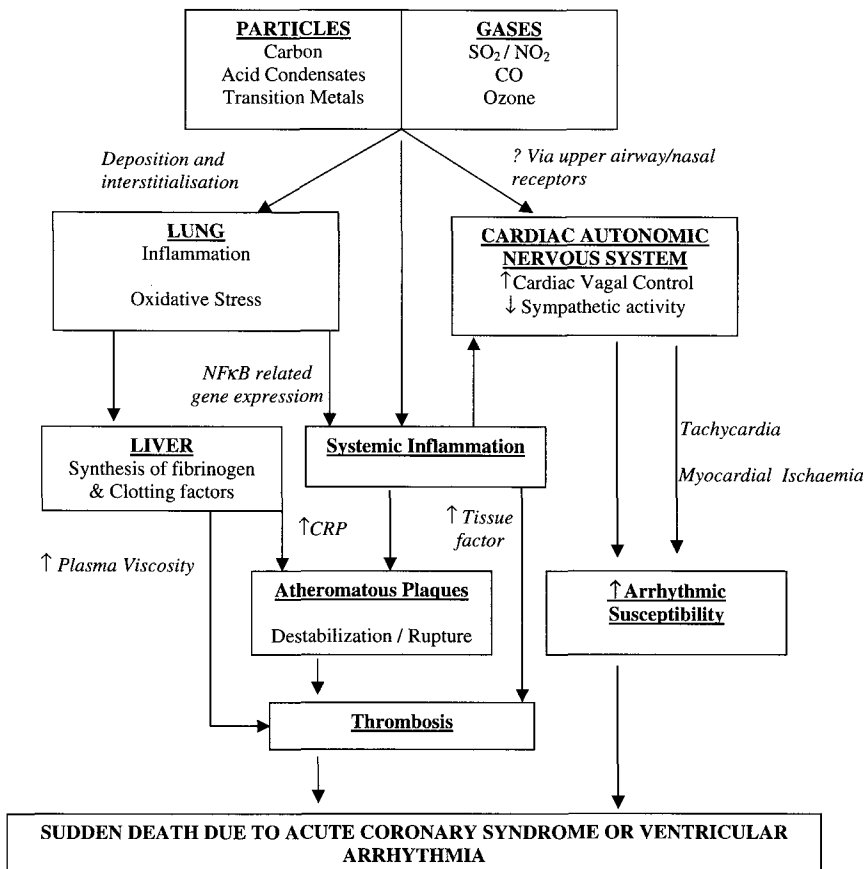 PARTICLES
Carbon
Acid Condensates
Transition Metals
GASES
SO₂ / NO₂
CO
Ozone
Deposition and
interstitialisation
? Via upper airway/nasal
receptors
LUNG
Inflammation
Oxidative Stress
CARDIAC AUTONOMIC
NERVOUS SYSTEM
↑Cardiac Vagal Control
↓ Sympathetic activity
NFκB related
gene expressiom
LIVER
Synthesis of fibrinogen
& Clotting factors
Systemic Inflammation
Tachycardia
Myocardial Ischaemia
↑CRP
↑ Tissue
factor
↑ Plasma Viscosity
Atheromatous Plaques
Destabilization / Rupture
↑Arrhythmic
Susceptibility
Thrombosis
SUDDEN DEATH DUE TO ACUTE CORONARY SYNDROME OR VENTRICULAR
ARRHYTHMIA